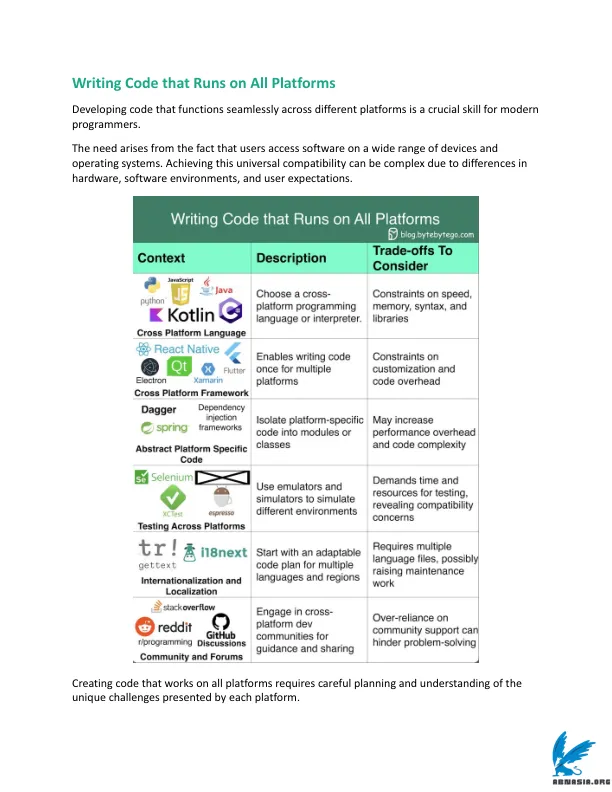 Writing Code that Runs on All Platforms
Developing code that functions seamlessly across different platforms is a crucial skill for modern
programmers.
The need arises from the fact that users access software on a wide range of devices and
operating systems. Achieving this universal compatibility can be complex due to differences in
hardware, software environments, and user expectations.
Writing Code that Runs on All Platforms
blog.bytebytego.com
Context
Description
Trade-offs To
Consider
python
JavaScript
JS
Java
Kotlin
C
Cross Platform Language
Choose a cross-
platform programming
language or interpreter.
Constraints on speed,
memory, syntax, and
libraries
React Native
Qt
Flutter
Electron
Xamarin
Cross Platform Framework
Enables writing code
once for multiple
platforms
Constraints on
customization and
code overhead
Dagger
Dependency
injection
frameworks
spring
Abstract Platform Specific
Code
Isolate platform-specific
code into modules or
classes
May increase
performance overhead
and code complexity
Se Selenium
XCTest
espresso
Testing Across Platforms
Use emulators and
simulators to simulate
different environments
Demands time and
resources for testing,
revealing compatibility
concerns
tr!
gettext
i18next
Internationalization and
Localization
Start with an adaptable
code plan for multiple
languages and regions
Requires multiple
language files, possibly
raising maintenance
work
stackoverflow
reddit
r/programming
GitHub
Discussions
Community and Forums
Engage in cross-
platform dev
communities for
guidance and sharing
Over-reliance on
community support can
hinder problem-solving
Creating code that works on all platforms requires careful planning and understanding of the
unique challenges presented by each platform.
ABNASIA.ORG